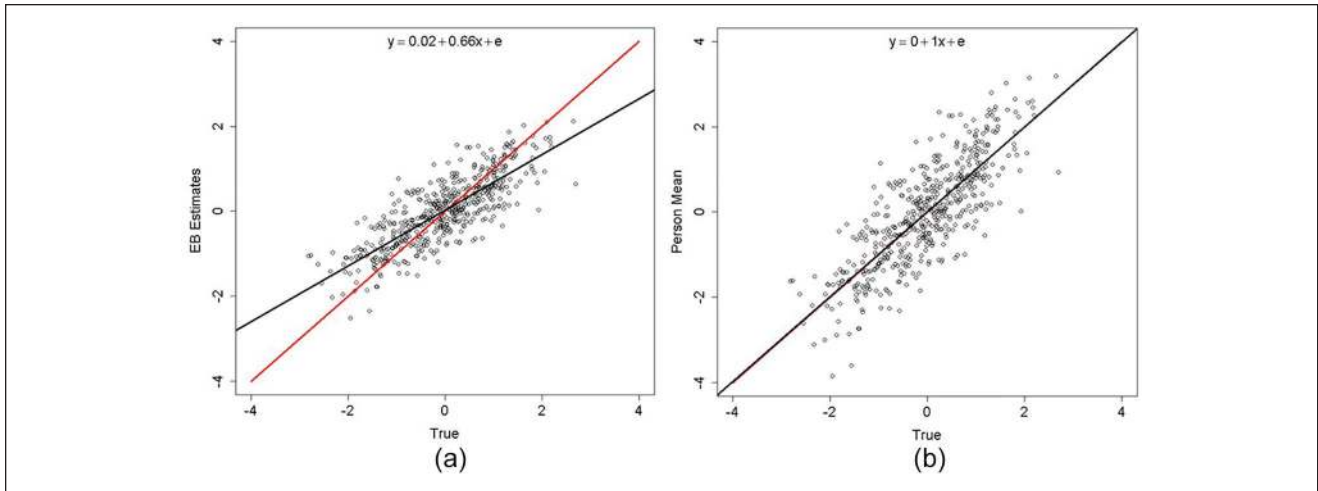 y = 0.02 + 0.66x + e
4
2
0
-2
-4
EB Estimates
-4 -2 0 2 4
True
(a)
y = 0 + 1x + e
4
2
0
-2
-4
Person Mean
-4 -2 0 2 4
True
(b)